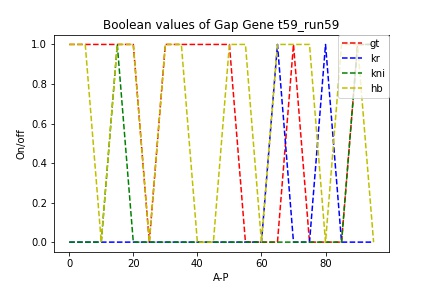 Boolean values of Gap Gene t59_run59
1.0
0.8
0.6
0.4
0.2
0.0
On/off
gt
kr
kni
hb
0 20 40 60 80
A-P